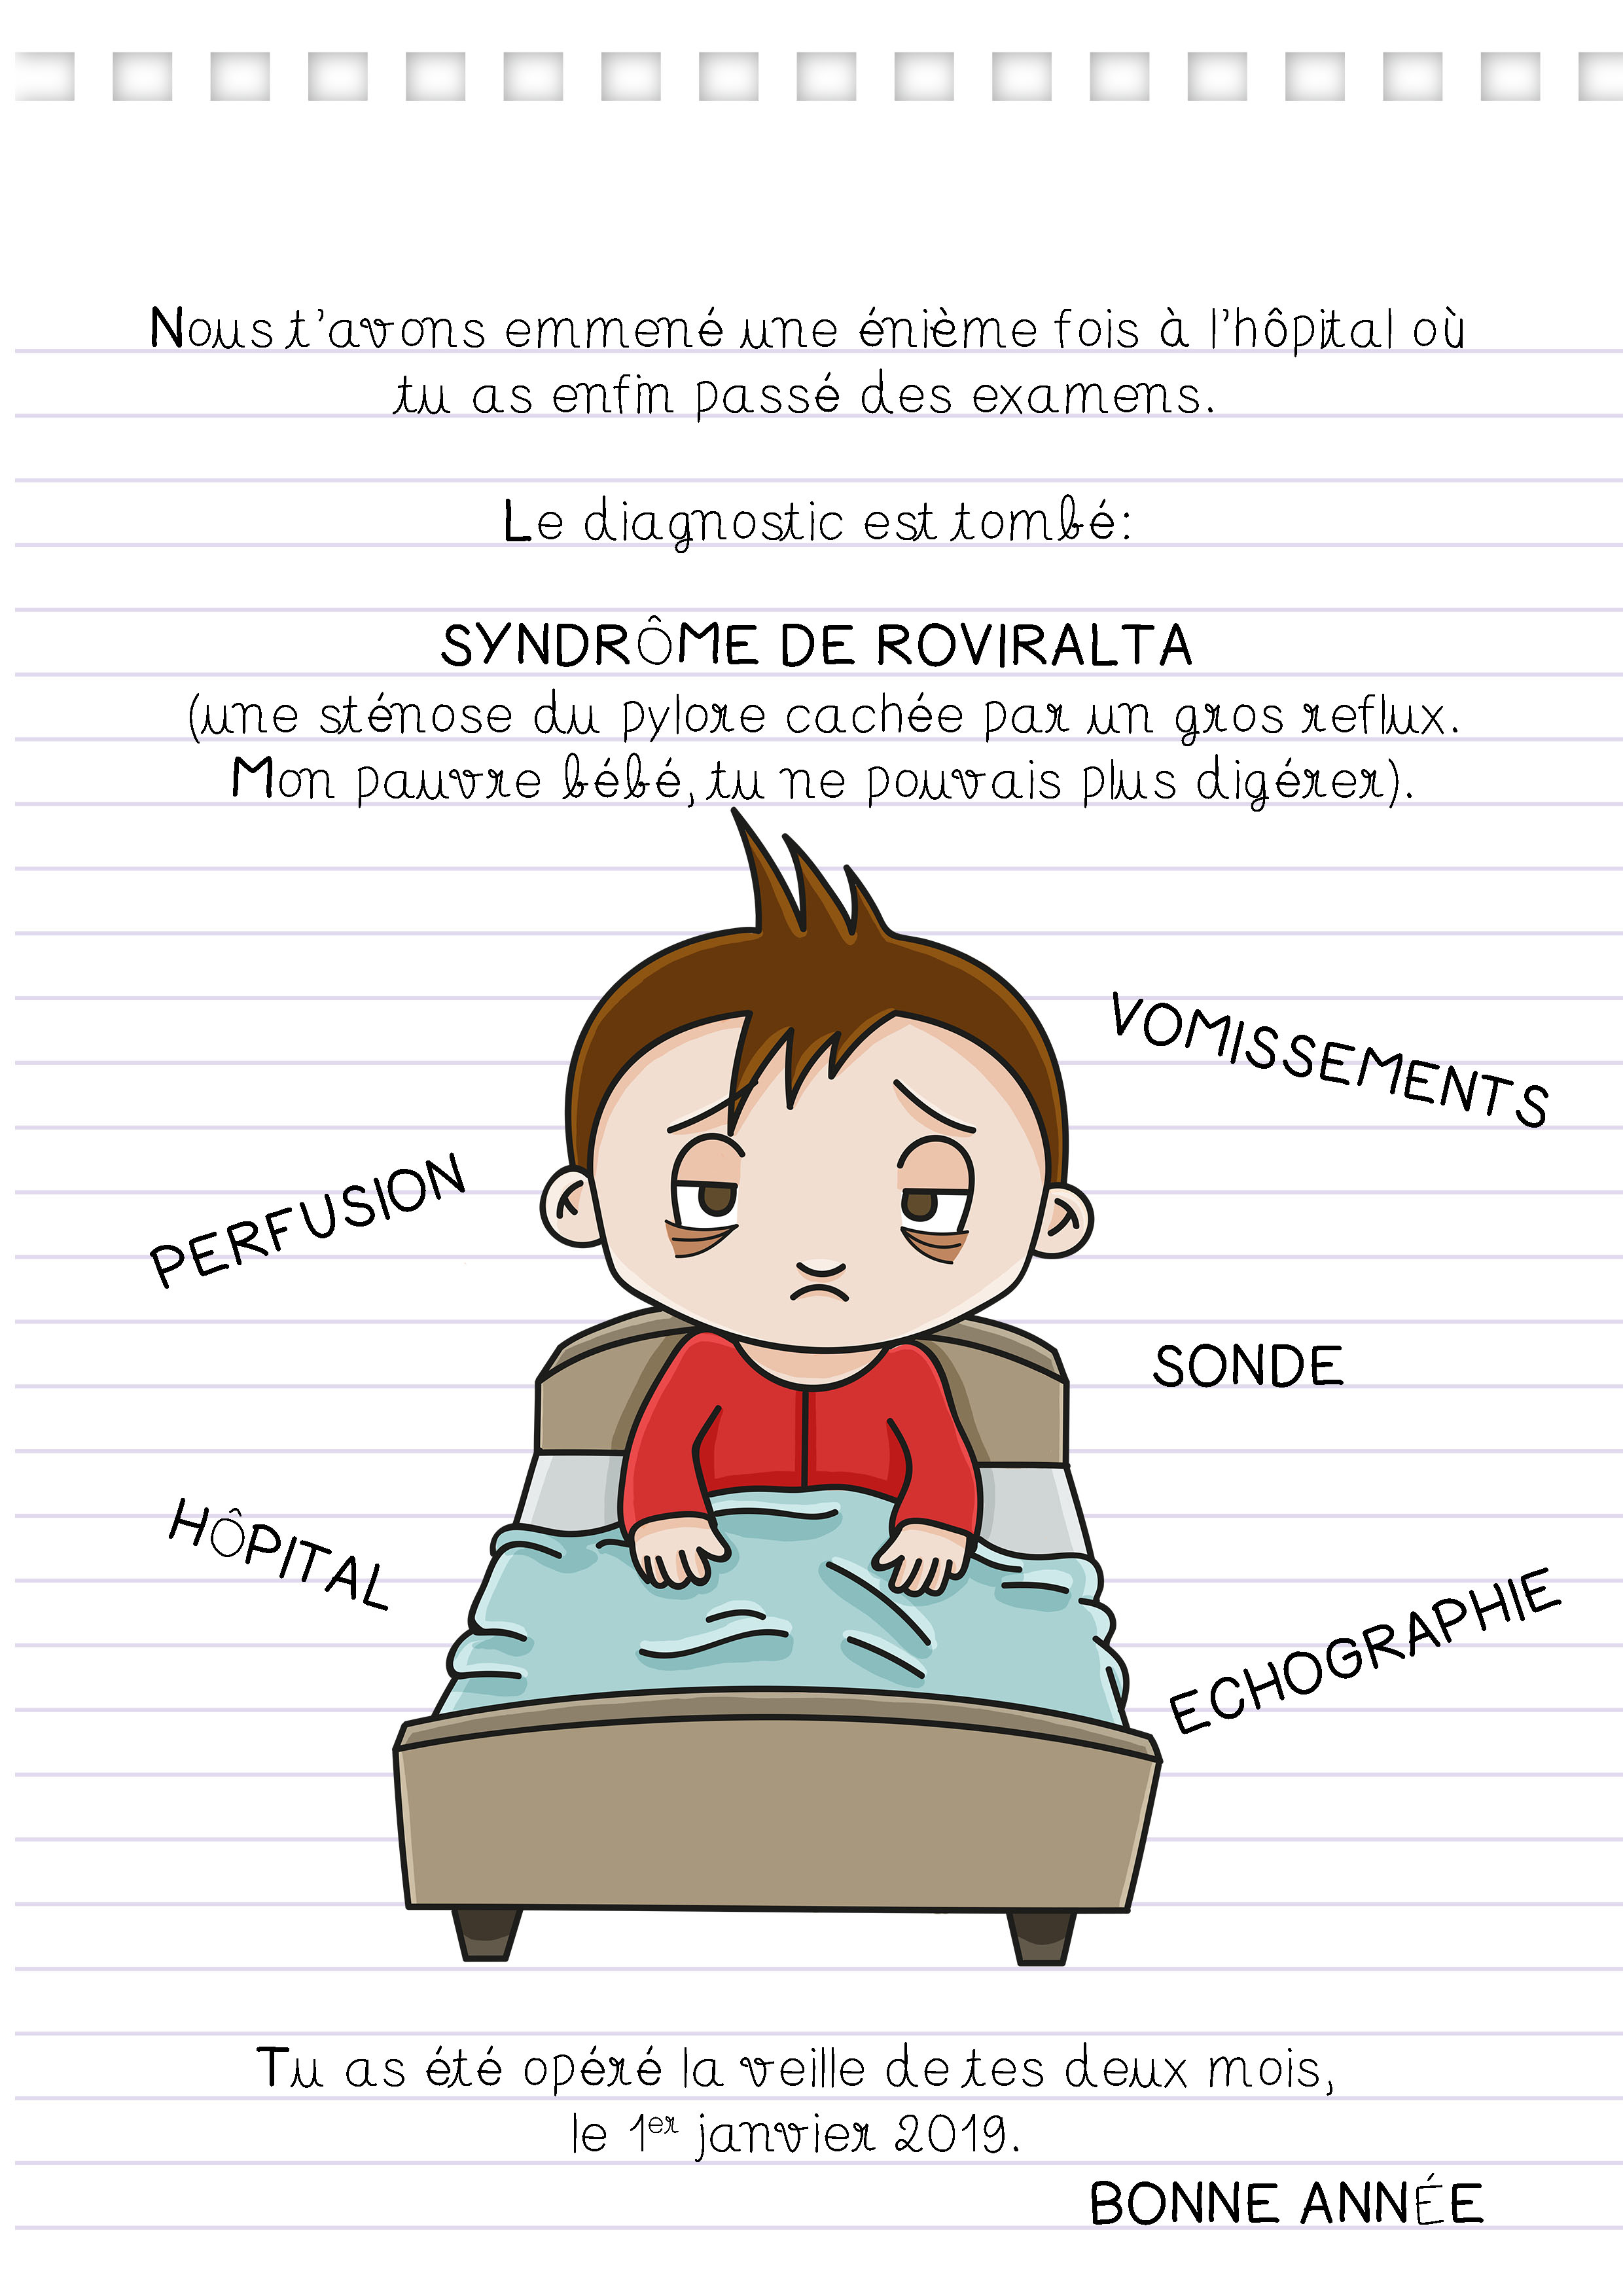 Nous t'avons emmené une énième fois à l'hôpital où
tu as enfin passé des examens.
Le diagnostic est tombé:
SYNDRÔME DE ROVIRALTA
(une sténose du pylore cachée par un gros reflux.
Mon pauvre bébé, tu ne pouvais plus digérer).
VOMISSEMENTS
PERFUSION
SONDE
HÔPITAL
ECHOGRAPHIE
Tu as été opéré la veille de tes deux mois,
le 1er janvier 2019.
BONNE ANNÉE